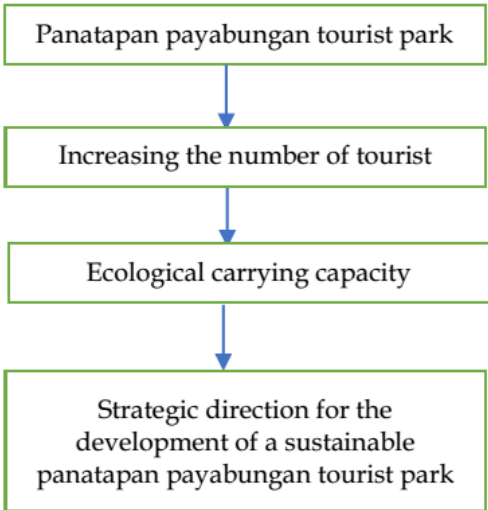 Panatapan payabungan tourist park
Increasing the number of tourist
Ecological carrying capacity
Strategic direction for the
development of a sustainable
panatapan payabungan tourist park